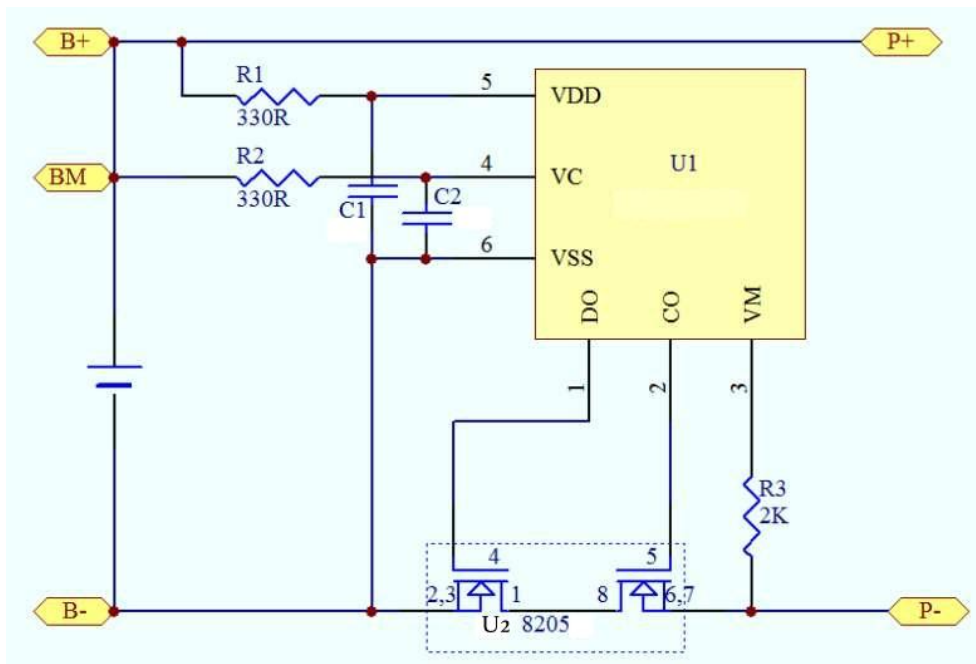 B+
P+
R1
330R
5
VDD
R2
330R
4
VC
U1
BM
C1
C2
6
VSS
DO
CO
VM
1
2
3
R3
2K
4
5
2,3
1
8
6,7
B-
U2 8205
P-